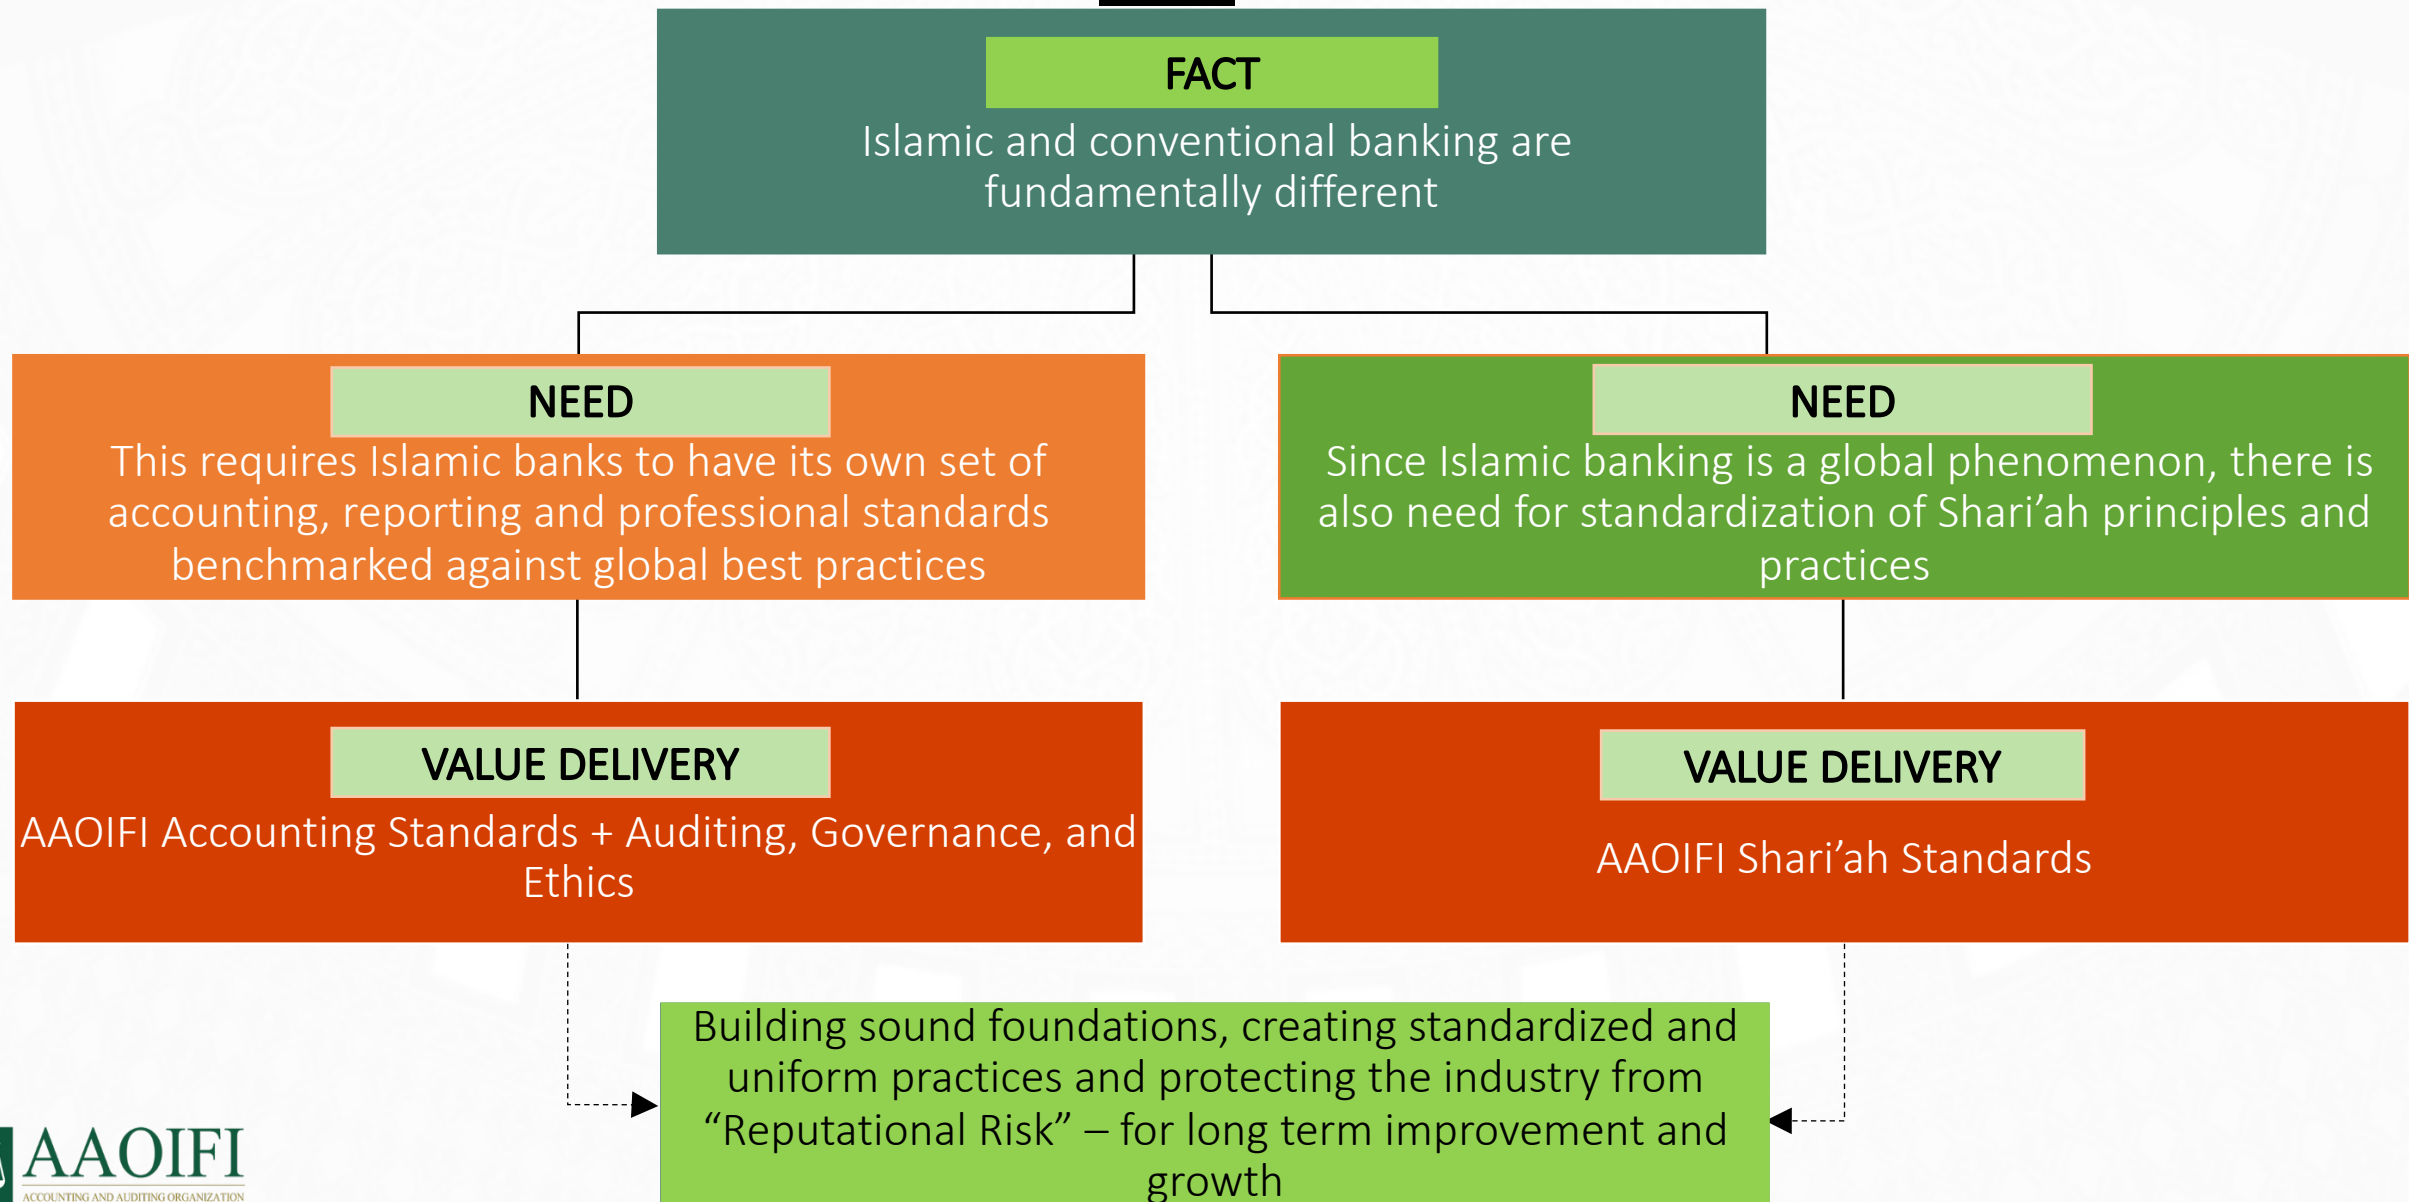 FACT
Islamic and conventional banking are
fundamentally different
NEED
This requires Islamic banks to have its own set of
accounting, reporting and professional standards
benchmarked against global best practices
NEED
Since Islamic banking is a global phenomenon, there is
also need for standardization of Shari’ah principles and
practices
VALUE DELIVERY
AAOIFI Accounting Standards + Auditing, Governance, and
Ethics
VALUE DELIVERY
AAOIFI Shari’ah Standards
Building sound foundations, creating standardized and
uniform practices and protecting the industry from
“Reputational Risk” – for long term improvement and
growth
AAOIFI
ACCOUNTING AND AUDITING ORGANIZATION